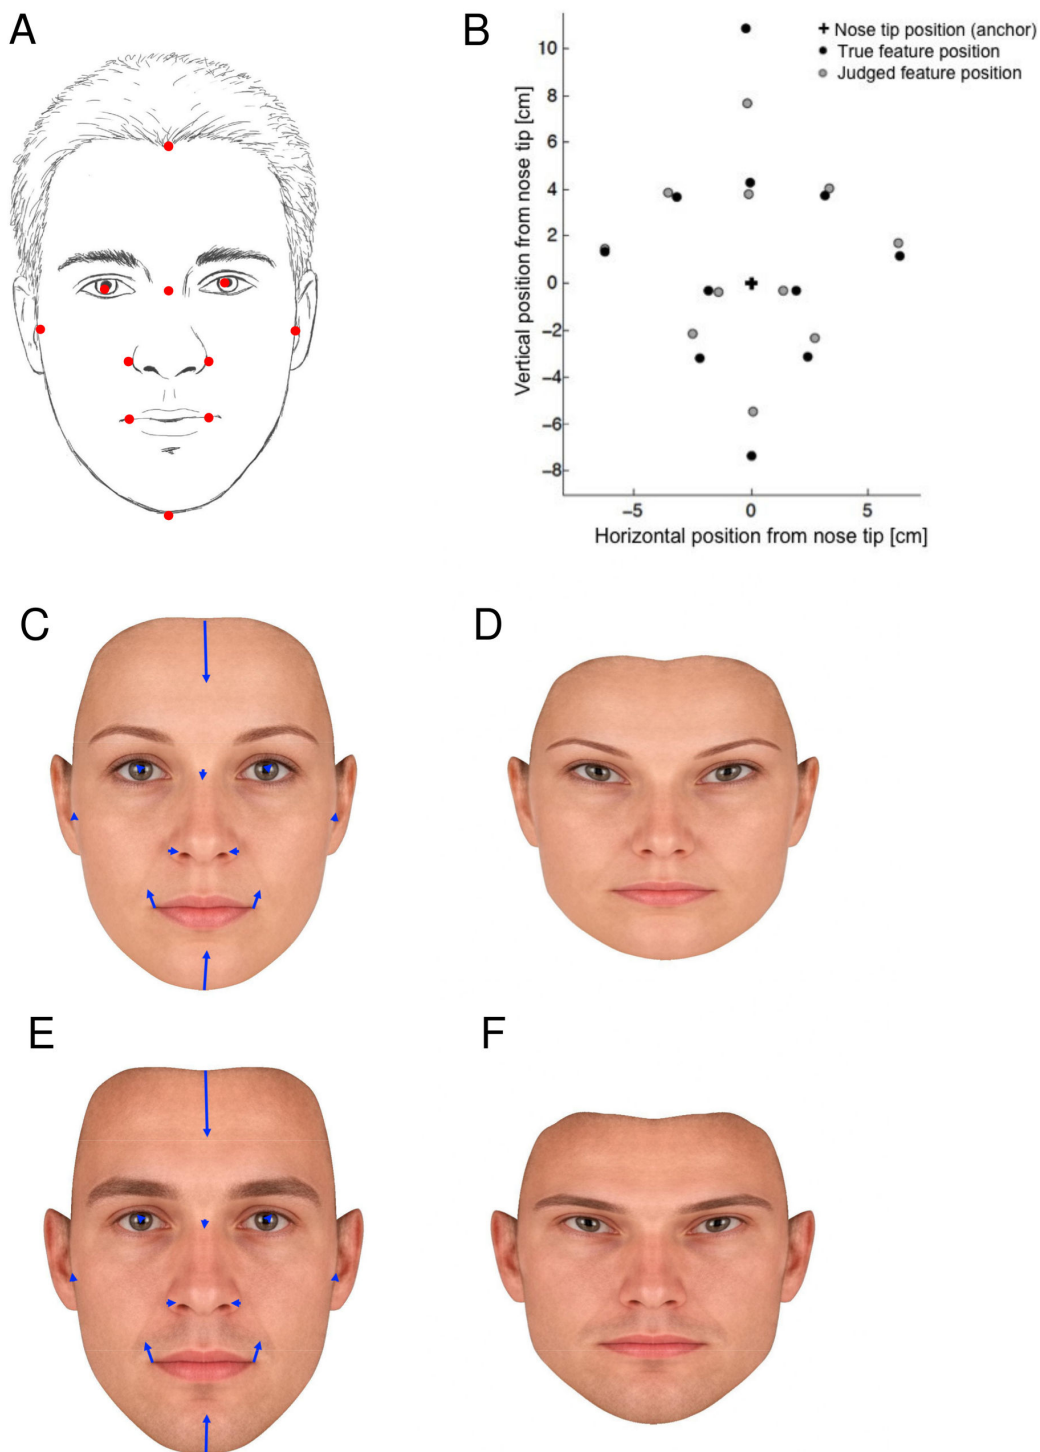 A
B
Nose tip position (anchor)
True feature position
Judged feature position
Vertical position from nose tip [cm]
10
8
6
4
2
0
−2
−4
−6
−8
−5
0
5
Horizontal position from nose tip [cm]
C
D
E
F